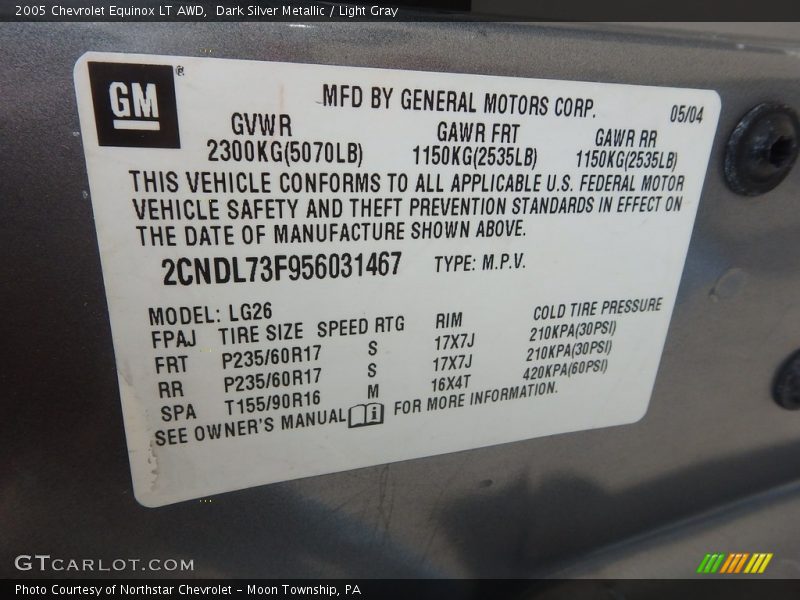 2005 Chevrolet Equinox LT AWD, Dark Silver Metallic / Light Gray
GM ®
MFD BY GENERAL MOTORS CORP. 05/04
GVWR GAWR FRT GAWR RR
2300KG(5070LB) 1150KG(2535LB) 1150KG(2535LB)
THIS VEHICLE CONFORMS TO ALL APPLICABLE U.S. FEDERAL MOTOR
VEHICLE SAFETY AND THEFT PREVENTION STANDARDS IN EFFECT ON
THE DATE OF MANUFACTURE SHOWN ABOVE.
2CNDL73F956031467 TYPE: M.P.V.
MODEL: LG26
FPAJ TIRE SIZE SPEED RTG RIM COLD TIRE PRESSURE
FRT P235/60R17 S 17X7J 210KPA(30PSI)
RR P235/60R17 S 17X7J 210KPA(30PSI)
SPA T155/90R16 M 16X4T 420KPA(60PSI)
SEE OWNER'S MANUAL i FOR MORE INFORMATION.
GTCARLOT.COM
Photo Courtesy of Northstar Chevrolet - Moon Township, PA